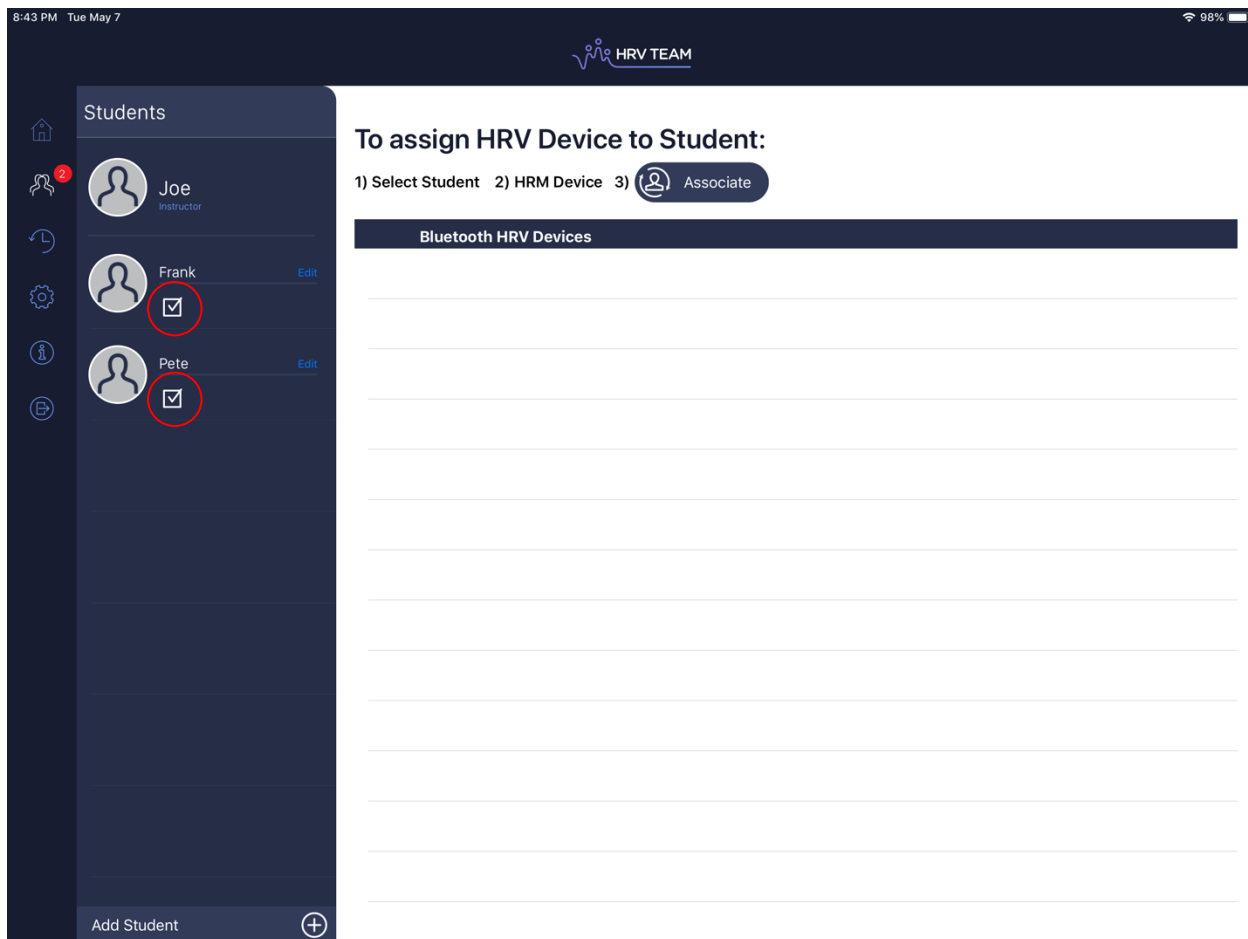 8:43 PM Tue May 7
98%
HRV TEAM
2
Students
Joe
Instructor
Frank
Edit
Pete
Edit
Add Student
To assign HRV Device to Student:
1) Select Student 2) HRM Device 3) Associate
Bluetooth HRV Devices